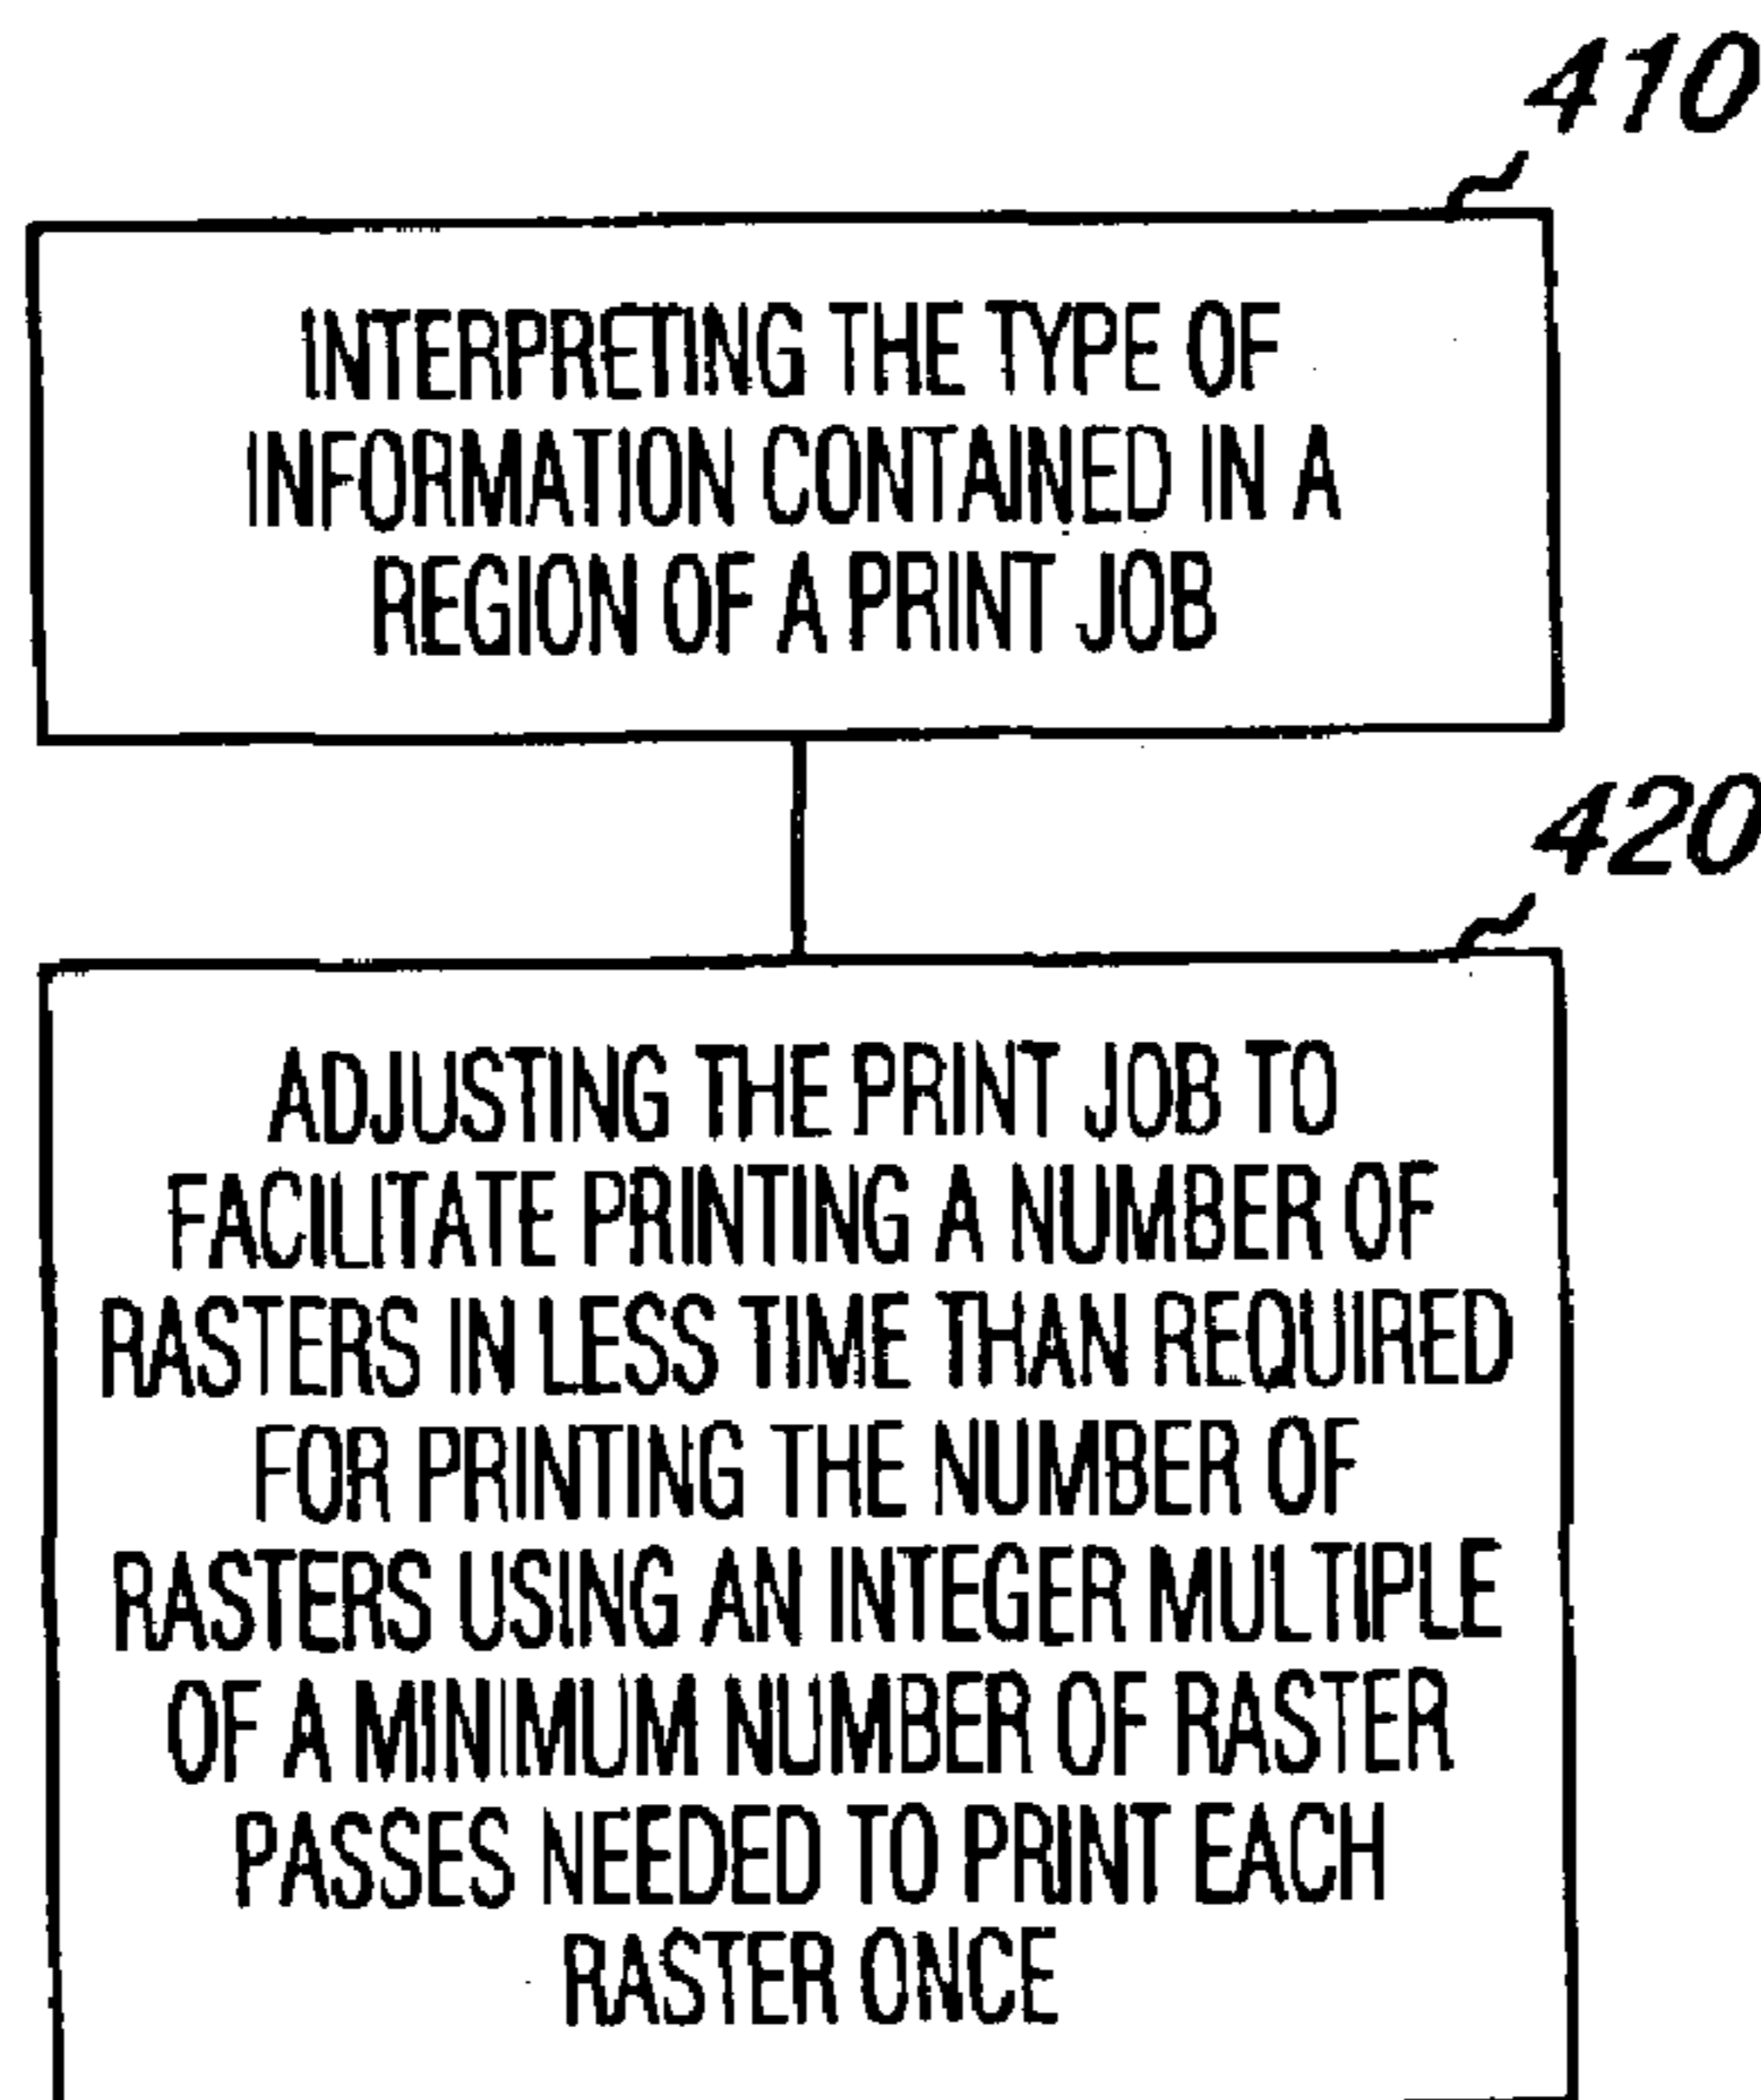 410
INTERPRETING THE TYPE OF
INFORMATION CONTAINED IN A
REGION OF A PRINT JOB
420
ADJUSTING THE PRINT JOB TO
FACILITATE PRINTING A NUMBER OF
RASTERS IN LESS TIME THAN REQUIRED
FOR PRINTING THE NUMBER OF
RASTERS USING AN INTEGER MULTIPLE
OF A MINIMUM NUMBER OF RASTER
PASSES NEEDED TO PRINT EACH
RASTER ONCE